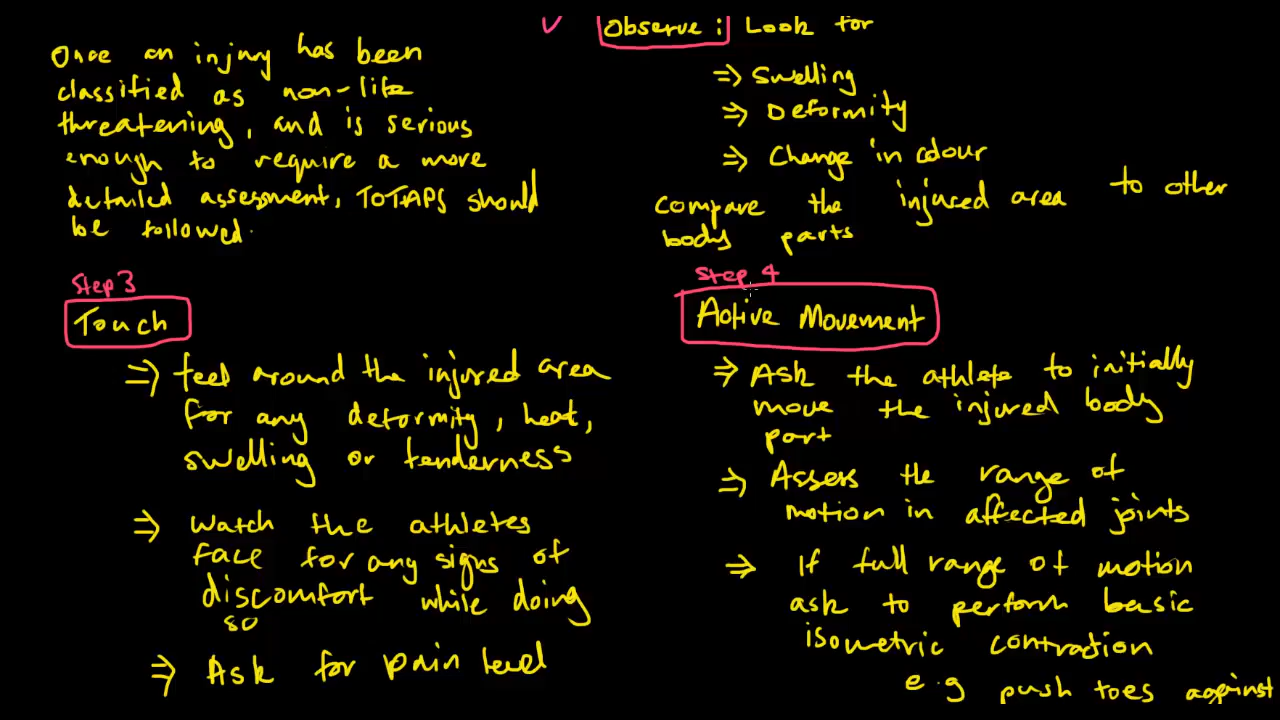 Once an injury has been
classified as non-life
threatening, and is serious
enough to require a more
detailed assessment, TOTAPS should
be followed.
Observe : Look for
⇒ Swelling
⇒ Deformity
⇒ Change in colour
compare the injured area to other
body parts
Step 3
Touch
⇒ feel around the injured area
for any deformity, heat,
swelling or tenderness
⇒ watch the athletes
face for any signs of
discomfort while doing
so
⇒ Ask for pain level
Step 4
Active Movement
⇒ Ask the athlete to initially
move the injured body
part
⇒ Assess the range of
motion in affected joints
⇒ If full range of motion
ask to perform basic
isometric contraction
e.g push toes against